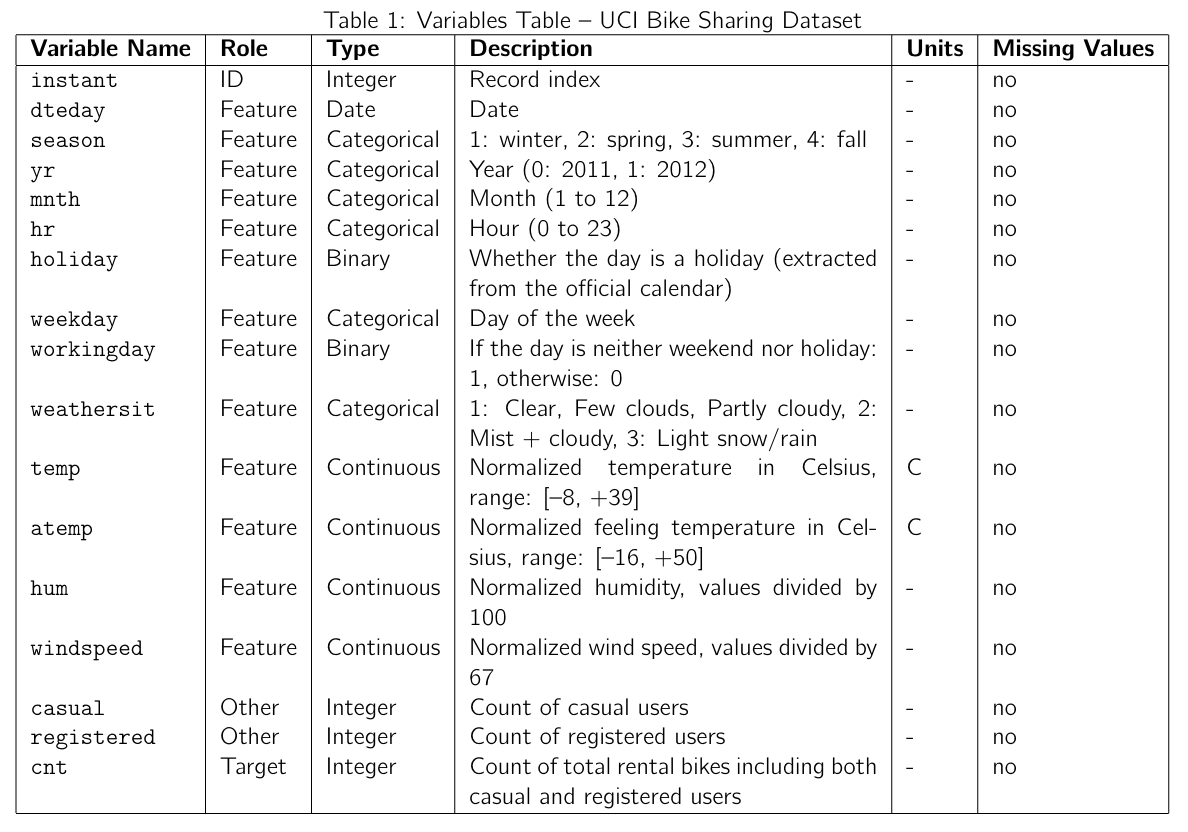 Table 1: Variables Table – UCI Bike Sharing Dataset
Variable Name Role Type Description Units Missing Values
instant ID Integer Record index - no
dteday Feature Date Date - no
season Feature Categorical 1: winter, 2: spring, 3: summer, 4: fall - no
yr Feature Categorical Year (0: 2011, 1: 2012) - no
mnth Feature Categorical Month (1 to 12) - no
hr Feature Categorical Hour (0 to 23) - no
holiday Feature Binary Whether the day is a holiday (extracted - no
from the official calendar)
weekday Feature Categorical Day of the week - no
workingday Feature Binary If the day is neither weekend nor holiday: - no
1, otherwise: 0
weathersit Feature Categorical 1: Clear, Few clouds, Partly cloudy, 2: - no
Mist + cloudy, 3: Light snow/rain
temp Feature Continuous Normalized temperature in Celsius, C no
range: [–8, +39]
atemp Feature Continuous Normalized feeling temperature in Cel- C no
sius, range: [–16, +50]
hum Feature Continuous Normalized humidity, values divided by - no
100
windspeed Feature Continuous Normalized wind speed, values divided by - no
67
casual Other Integer Count of casual users - no
registered Other Integer Count of registered users - no
cnt Target Integer Count of total rental bikes including both - no
casual and registered users